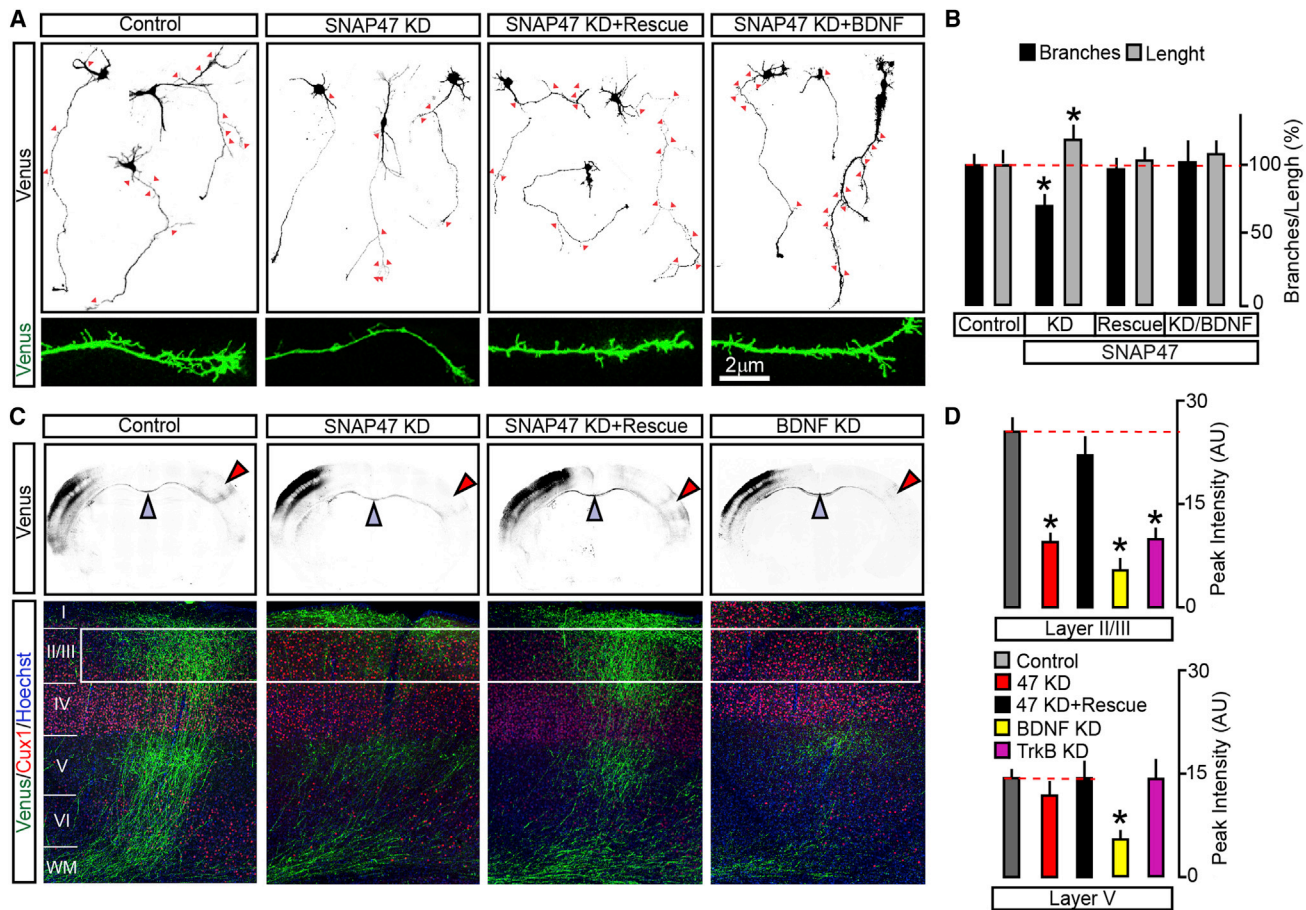 A
Control
SNAP47 KD
SNAP47 KD+Rescue
SNAP47 KD+BDNF
Venus
Venus
2µm
B
Branches
Lenght
*
*
100
50
0
Branches/Lengh (%)
Control
KD
Rescue
KD/BDNF
SNAP47
C
Control
SNAP47 KD
SNAP47 KD+Rescue
BDNF KD
Venus
Venus/Cux1/Hoechst
I
II/III
IV
V
VI
WM
D
30
15
0
Peak Intensity (AU)
*
*
*
Layer II/III
Control
47 KD
47 KD+Rescue
BDNF KD
TrkB KD
30
15
0
Peak Intensity (AU)
*
Layer V